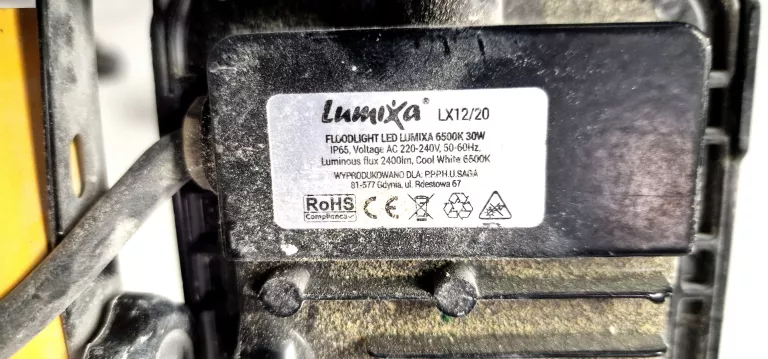 Lumixa® LX12/20
FLOODLIGHT LED LUMIXA 6500K 30W
IP65, Voltage AC 220-240V, 50-60Hz,
Luminous flux 2400lm, Cool White 6500K
WYPRODUKOWANO DLA: P.P.P.H.U.SAGA
81-577 Gdynia, ul. Rdestowa 67
RoHS
Compliance
CE